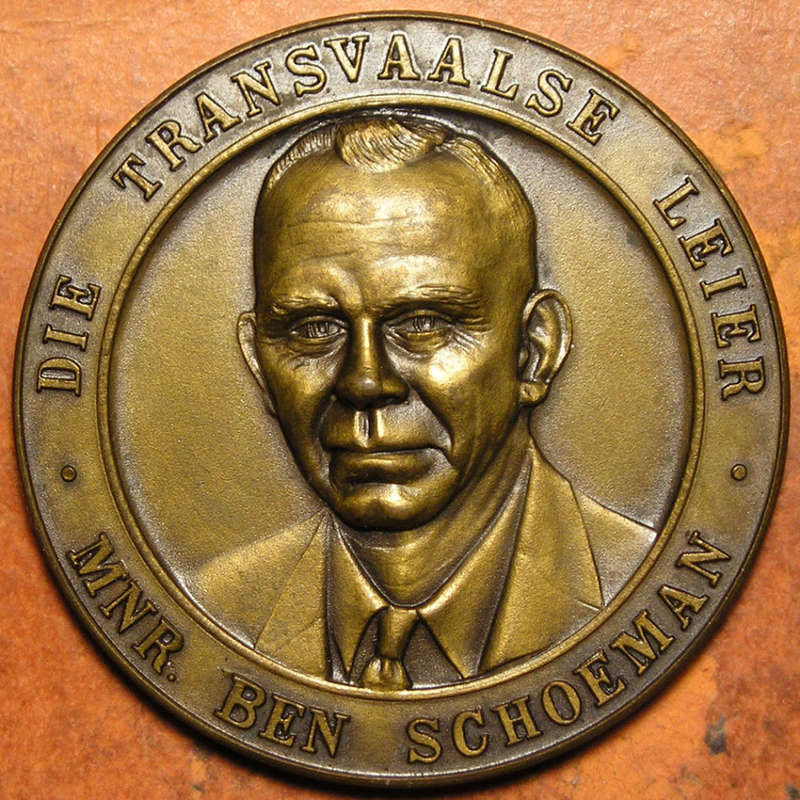 DIE TRANSVAALSE LEIER
MNR. BEN SCHOEMAN